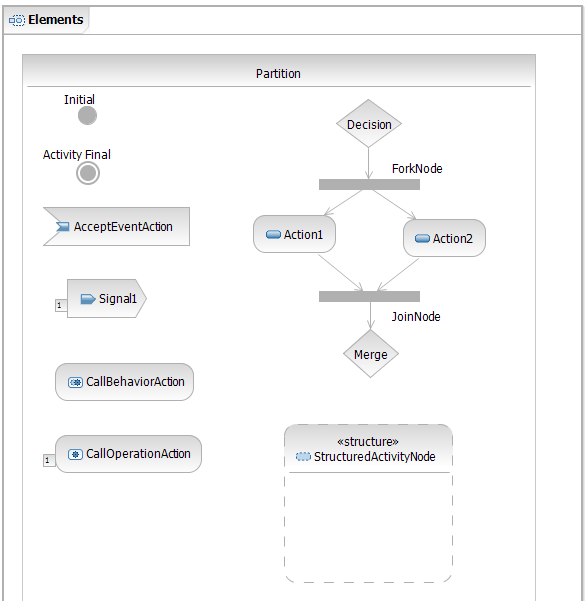 Elements
Partition
Initial
Activity Final
AcceptEventAction
Signal1
1
CallBehaviorAction
CallOperationAction
1
Decision
ForkNode
Action1
Action2
JoinNode
Merge
«structure»
StructuredActivityNode